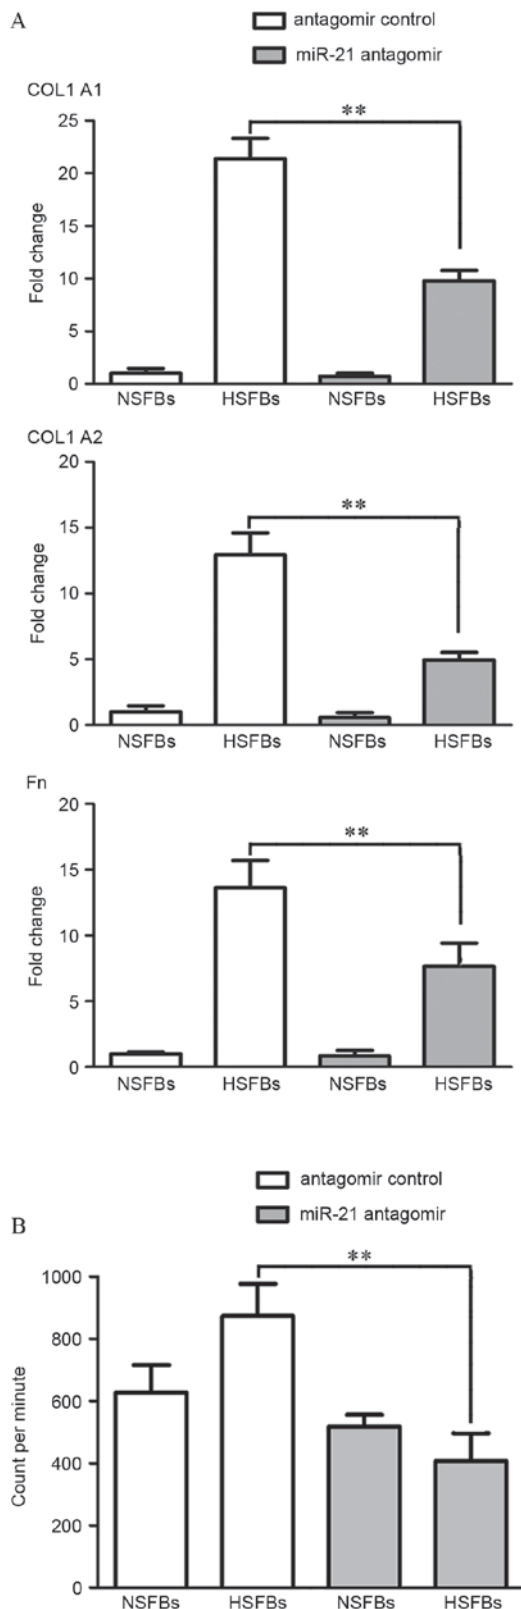 A
antagomir control
miR-21 antagomir
COL1 A1
**
25
20
15
10
5
0
Fold change
NSFBs HSFBs NSFBs HSFBs
COL1 A2
**
20
15
10
5
0
Fold change
NSFBs HSFBs NSFBs HSFBs
Fn
**
20
15
10
5
0
Fold change
NSFBs HSFBs NSFBs HSFBs
B
antagomir control
miR-21 antagomir
**
1000
800
600
400
200
0
Count per minute
NSFBs HSFBs NSFBs HSFBs